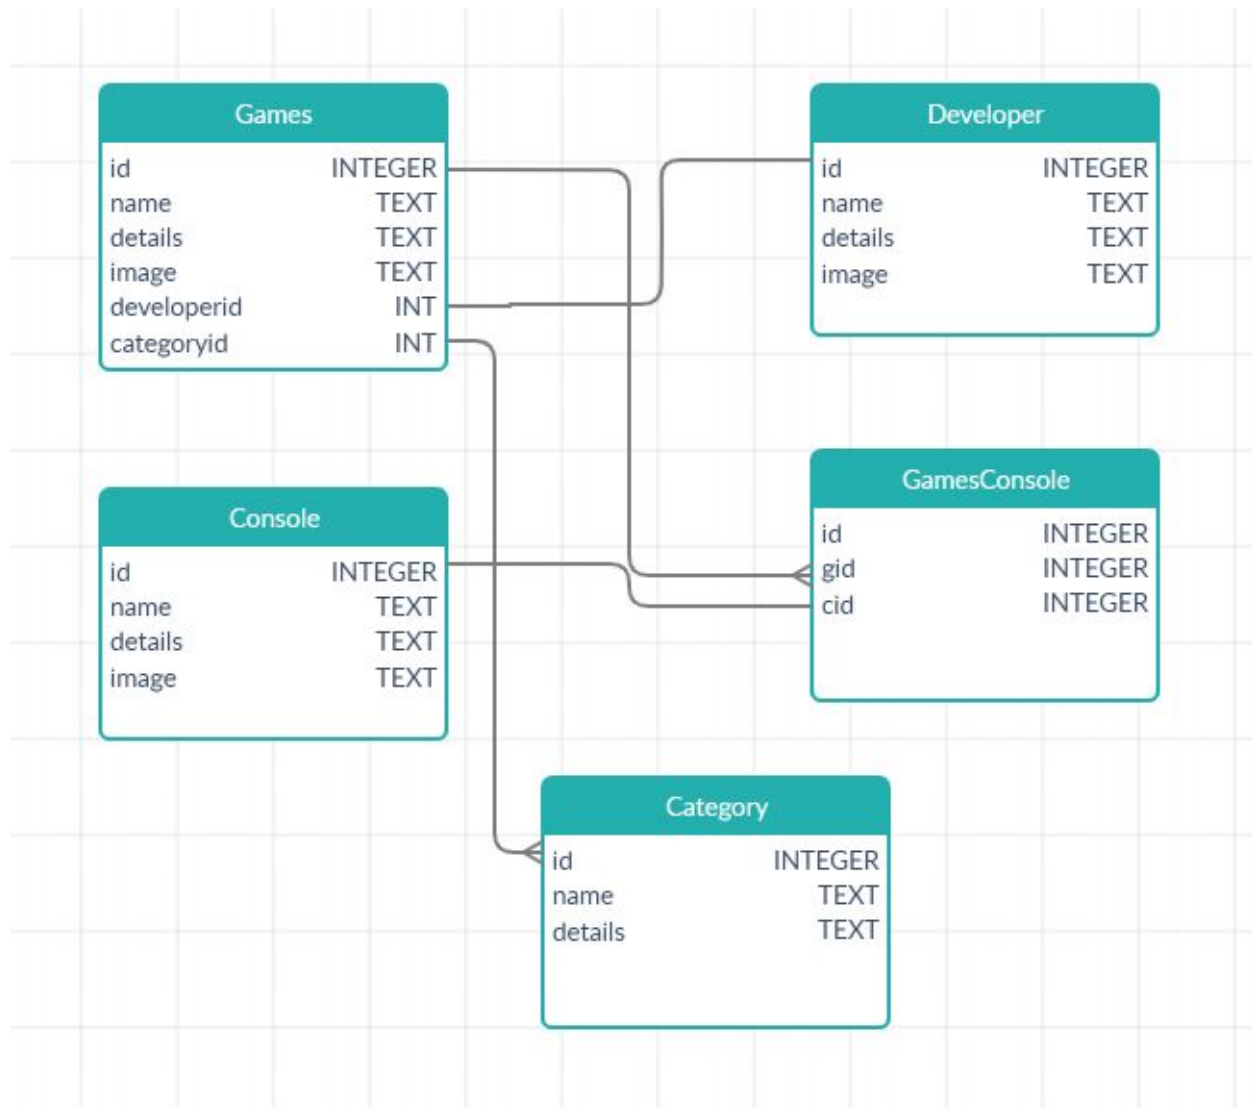 Games
id INTEGER
name TEXT
details TEXT
image TEXT
developerid INT
categoryid INT
Developer
id INTEGER
name TEXT
details TEXT
image TEXT
Console
id INTEGER
name TEXT
details TEXT
image TEXT
GamesConsole
id INTEGER
gid INTEGER
cid INTEGER
Category
id INTEGER
name TEXT
details TEXT